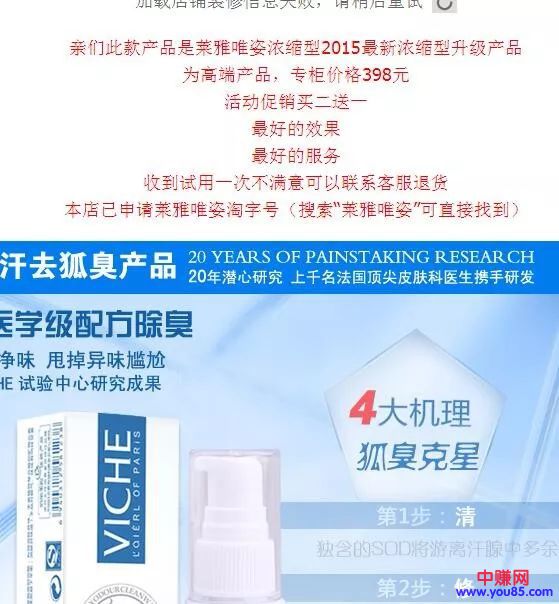 加载店铺装修信息失败，请稍后重试
亲们此款产品是莱雅唯姿浓缩型2015最新浓缩型升级产品
为高端产品，专柜价格398元
活动促销买二送一
最好的效果
最好的服务
收到试用一次不满意可以联系客服退货
本店已申请莱雅唯姿淘字号（搜索“莱雅唯姿”可直接找到）
汗去狐臭产品
20 YEARS OF PAINSTAKING RESEARCH
20年潜心研究 上千名法国顶尖皮肤科医生携手研发
医学级配方除臭
净味 甩掉异味尴尬
HE 试验中心研究成果
4大机理
狐臭克星
VICHE
L'QIERL OF PARIS
第1步：清
独含的SOD将游离汗腺中多余
第2步：修
中赚网
www.you85.com